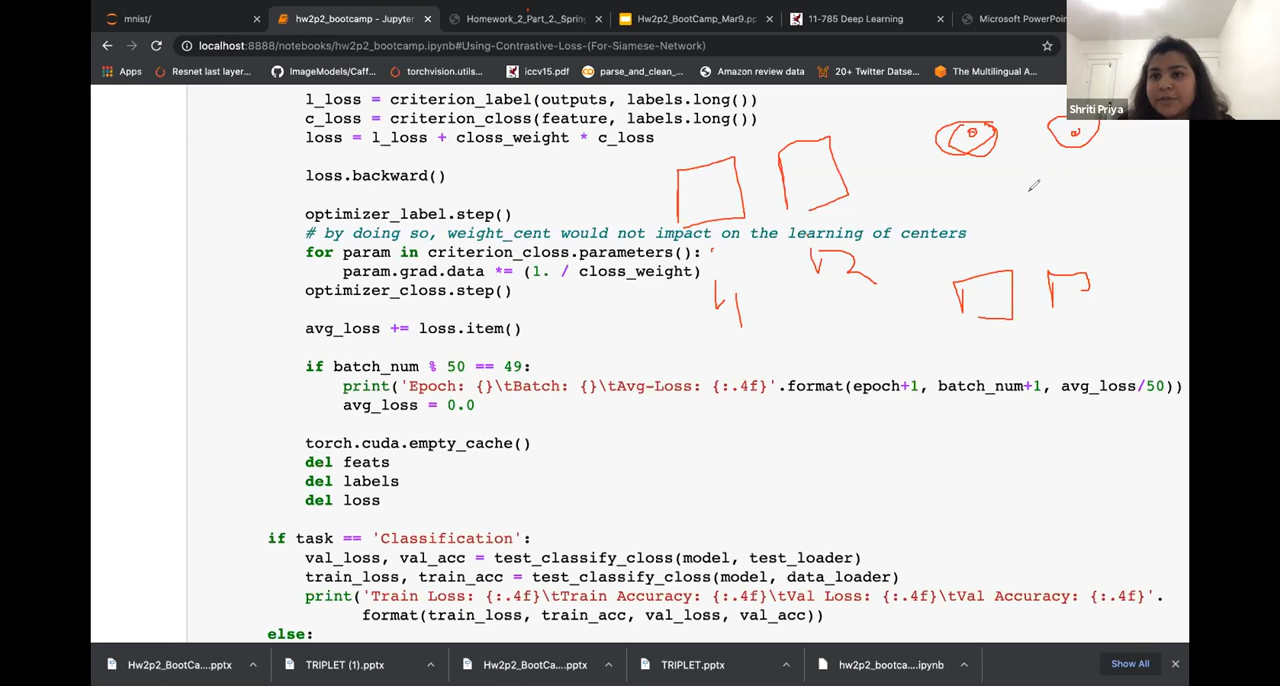 mnist/
hw2p2_bootcamp - Jupyter
Homework_2_Part_2._Spring
Hw2P2_BootCamp_Mar9.pp
11-785 Deep Learning
Microsoft PowerPoin
localhost:8888/notebooks/hw2p2_bootcamp.ipynb#Using-Contrastive-Loss-(For-Siamese-Network)
Apps
Resnet last layer...
ImageModels/Caff...
torchvision.utils...
iccv15.pdf
parse_and_clean_...
Amazon review data
20+ Twitter Datse...
The Multilingual A...
Shriti Priya
l_loss = criterion_label(outputs, labels.long())
c_loss = criterion_closs(feature, labels.long())
loss = l_loss + closs_weight * c_loss
loss.backward()
optimizer_label.step()
# by doing so, weight_cent would not impact on the learning of centers
for param in criterion_closs.parameters():
param.grad.data *= (1. / closs_weight)
optimizer_closs.step()
avg_loss += loss.item()
if batch_num % 50 == 49:
print('Epoch: {}\tBatch: {}\tAvg-Loss: {:.4f}'.format(epoch+1, batch_num+1, avg_loss/50))
avg_loss = 0.0
torch.cuda.empty_cache()
del feats
del labels
del loss
if task == 'Classification':
val_loss, val_acc = test_classify_closs(model, test_loader)
train_loss, train_acc = test_classify_closs(model, data_loader)
print('Train Loss: {:.4f}\tTrain Accuracy: {:.4f}\tVal Loss: {:.4f}\tVal Accuracy: {:.4f}'.
format(train_loss, train_acc, val_loss, val_acc))
else:
Hw2P2_BootCa....pptx
TRIPLET (1).pptx
Hw2P2_BootCa....pptx
TRIPLET.pptx
hw2p2_bootca....ipynb
Show All